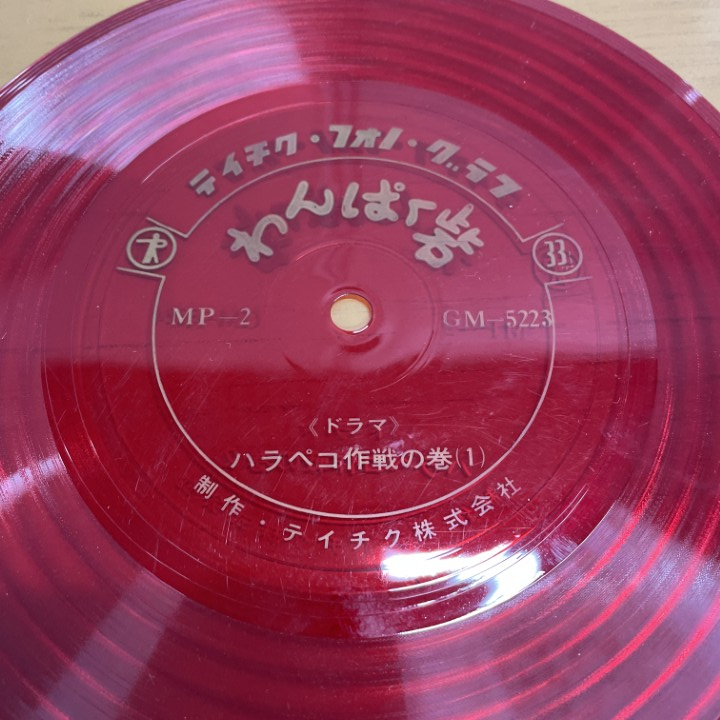 テイチク・フォノ・グラフ
わんぱく砦
33
MP-2
GM-5223
《ドラマ》
ハラペコ作戦の巻(1)
制作・テイチク株式会社